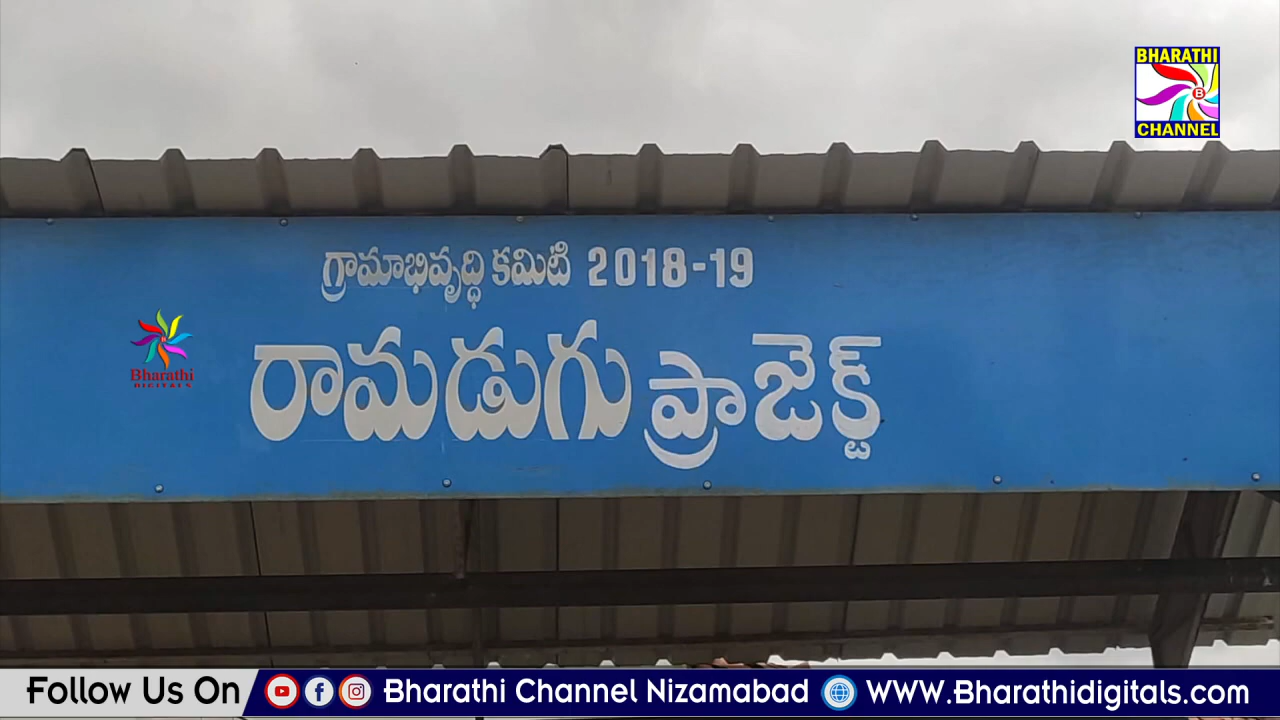 BHARATHI
B
CHANNEL
గ్రామాభివృద్ధి కమిటి 2018-19
రామడుగు ప్రాజెక్ట్
Bharathi
DIGITALS
Follow Us On Bharathi Channel Nizamabad WWW.Bharathidigitals.com